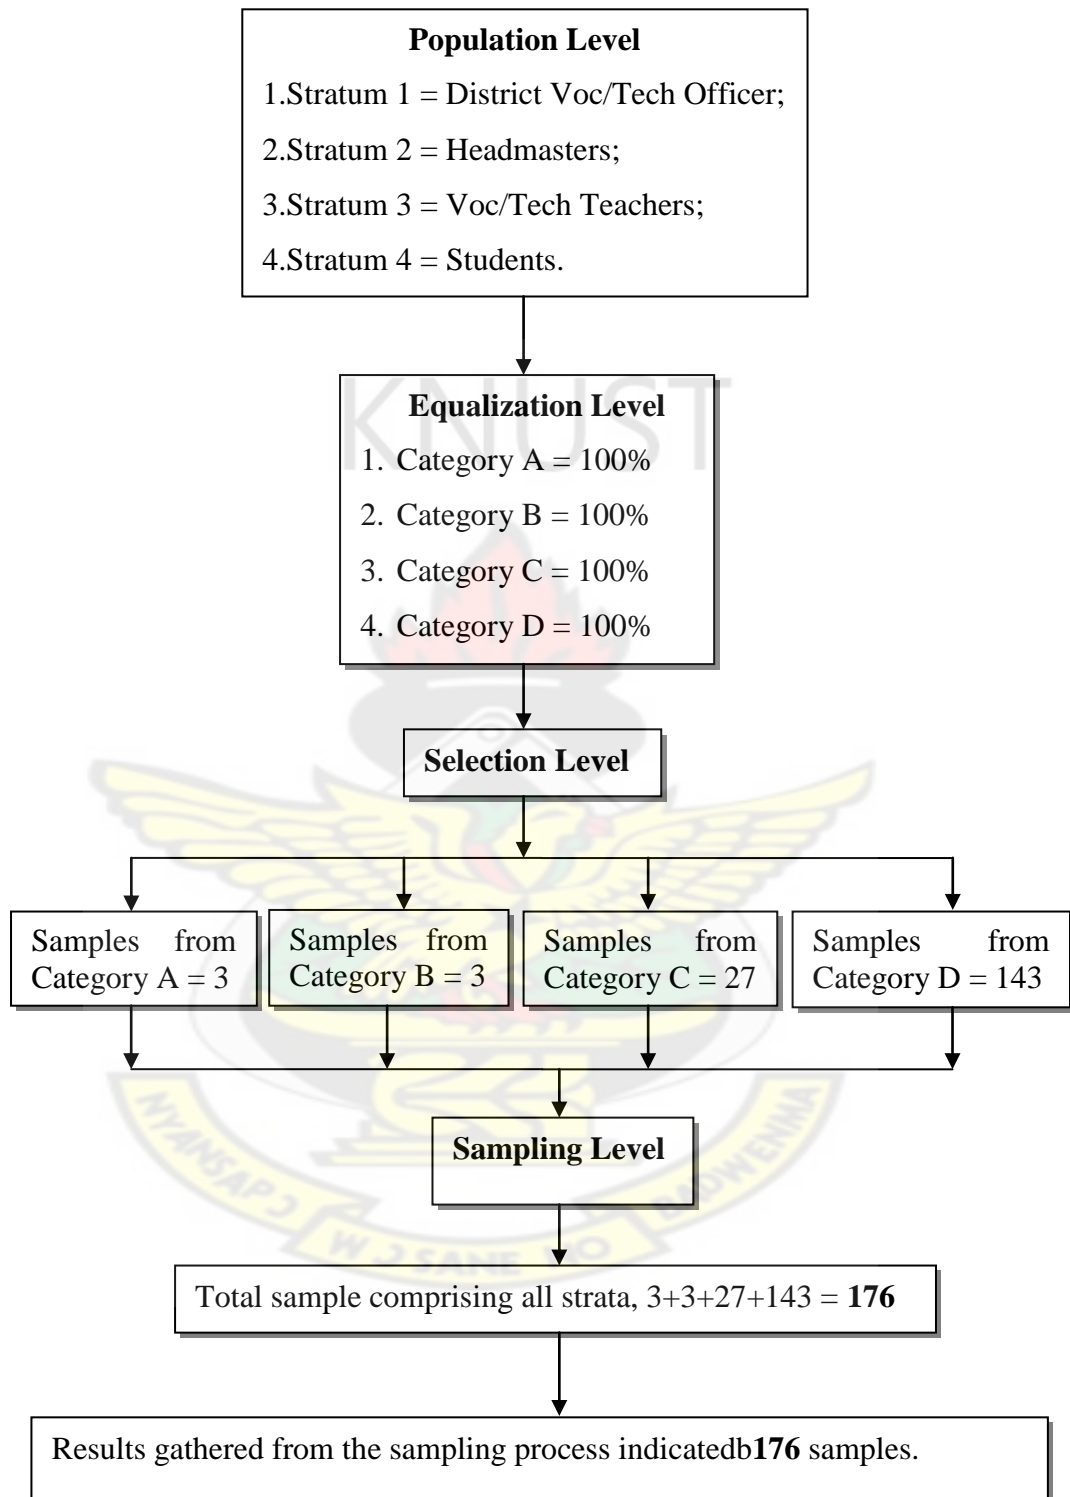 Population Level
1.Stratum 1 = District Voc/Tech Officer;
2.Stratum 2 = Headmasters;
3.Stratum 3 = Voc/Tech Teachers;
4.Stratum 4 = Students.
KNUST
Equalization Level
1. Category A = 100%
2. Category B = 100%
3. Category C = 100%
4. Category D = 100%
Selection Level
Samples from
Category A = 3
Samples from
Category B = 3
Samples from
Category C = 27
Samples from
Category D = 143
Sampling Level
NYANSAPƆ
WƆSANE NO
BADWENMA
Total sample comprising all strata, 3+3+27+143 = 176
Results gathered from the sampling process indicatedb176 samples.